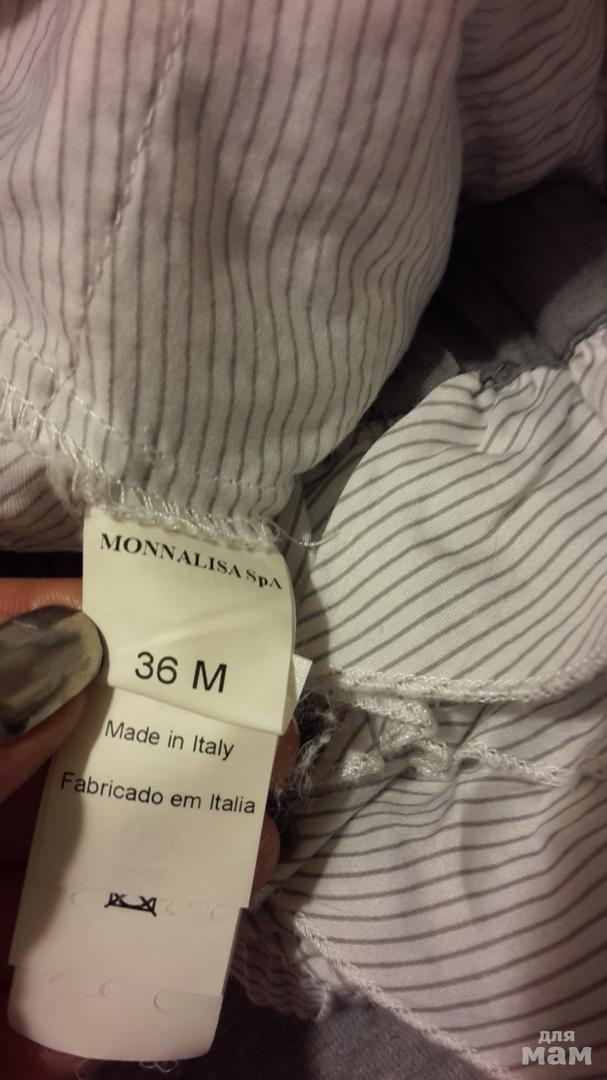 MONNALISA SpA
36 M
Made in Italy
Fabricado em Italia
для
мам